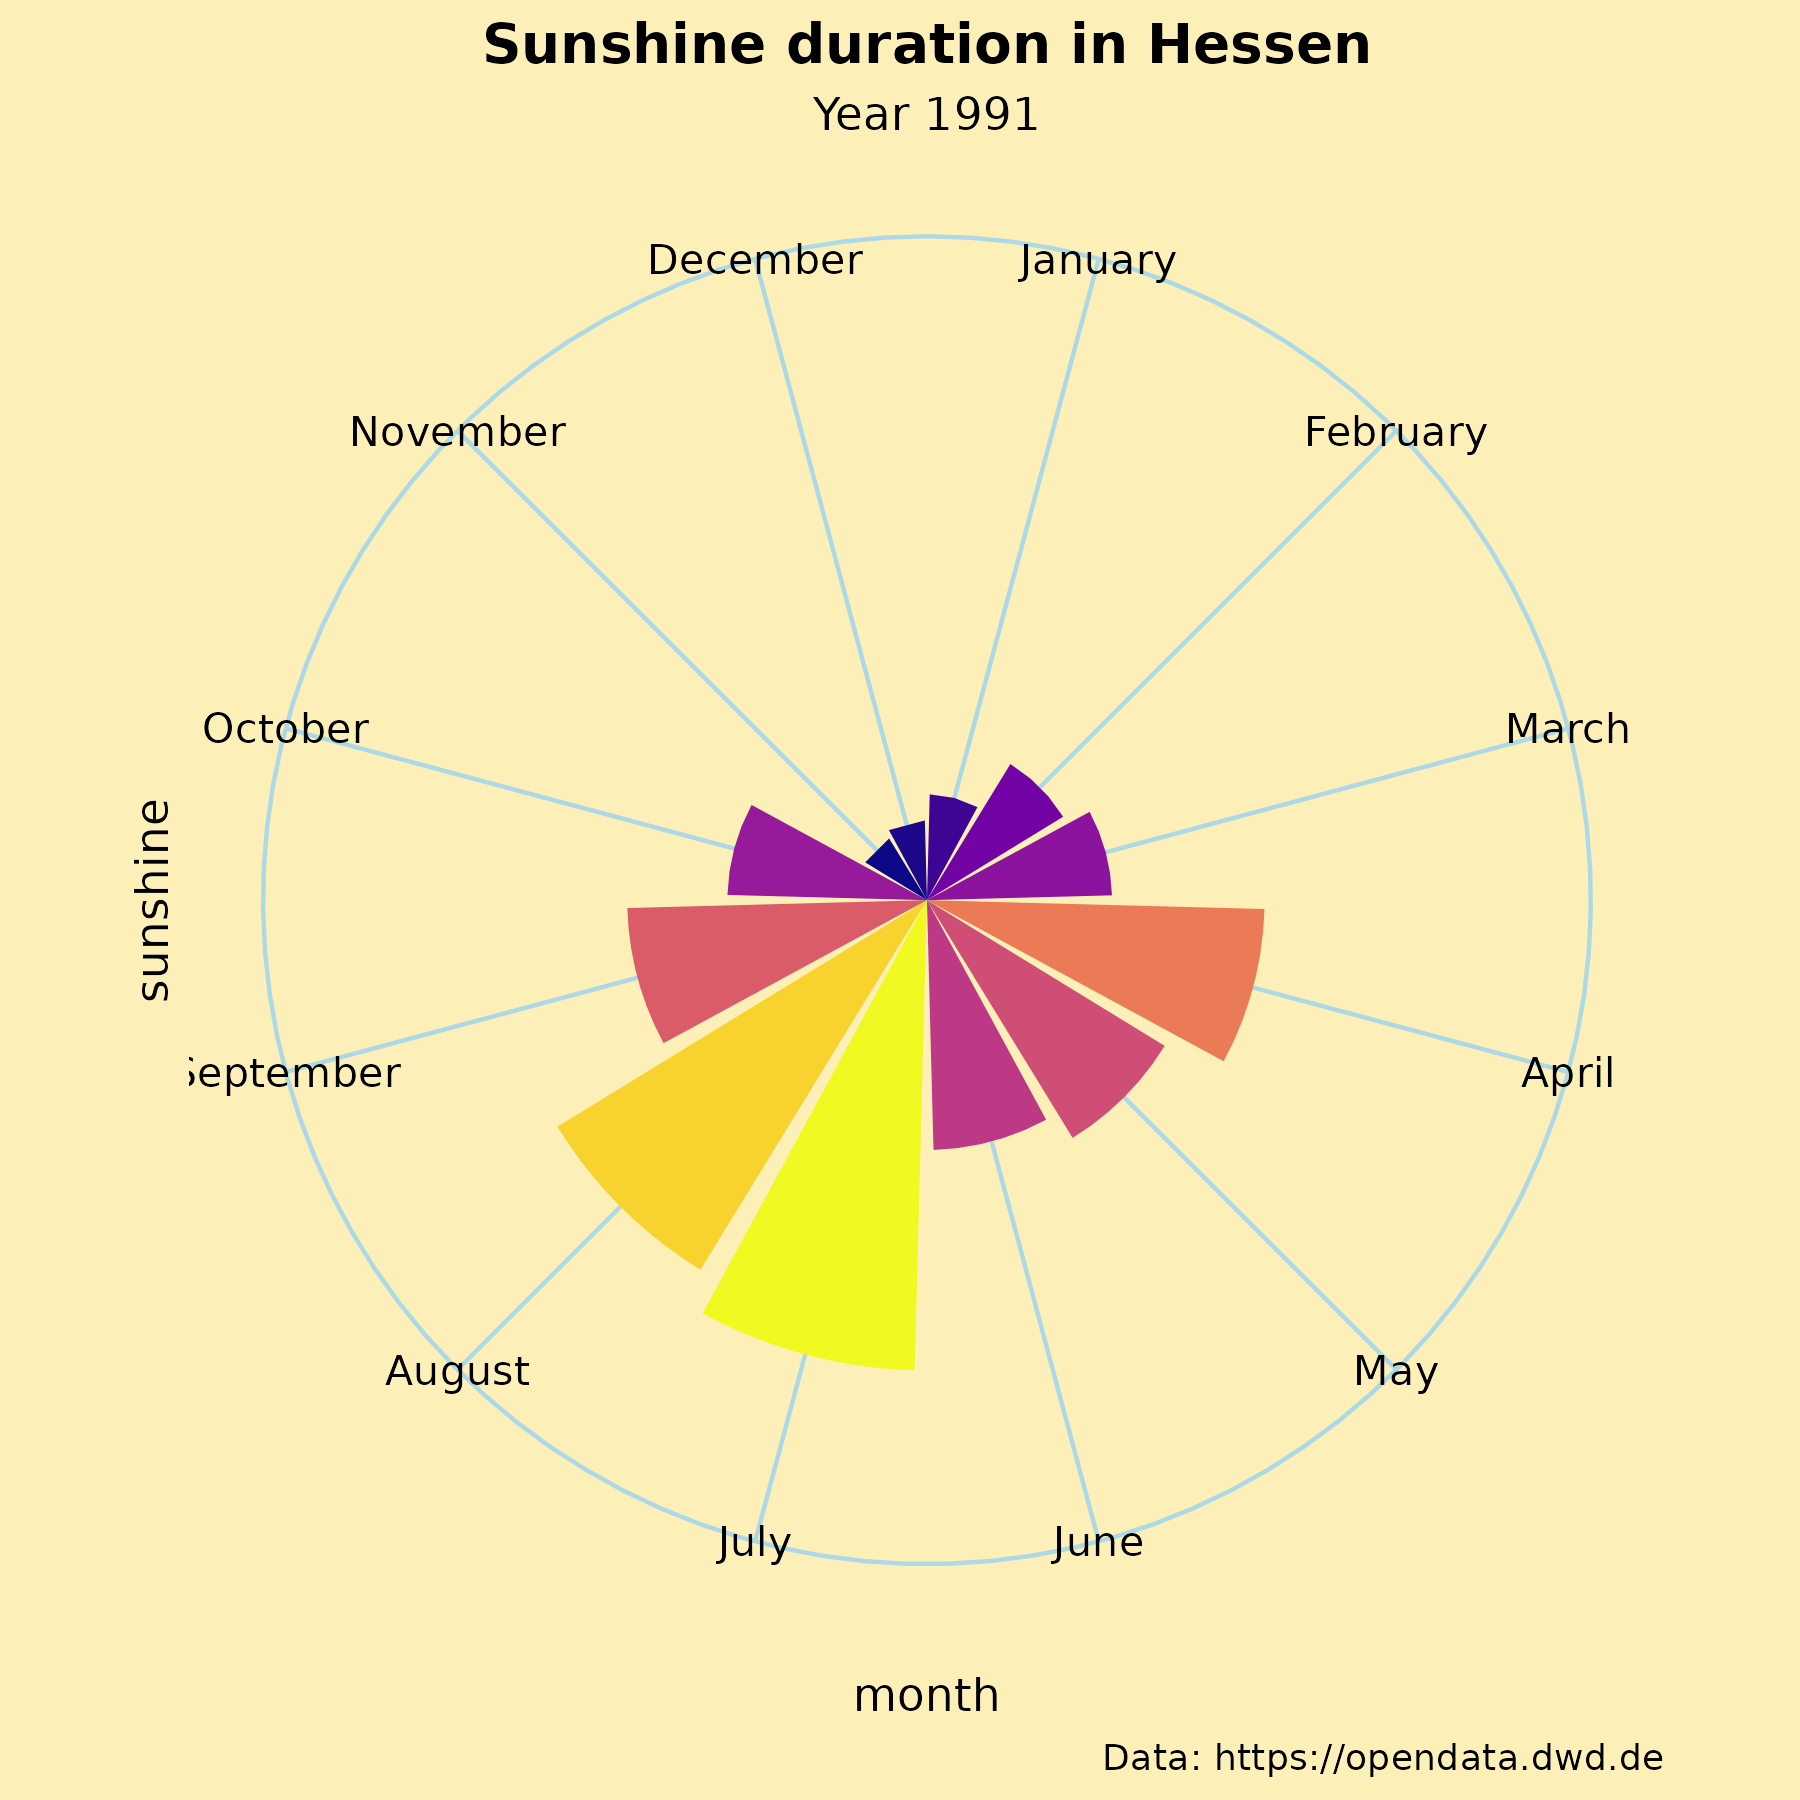 Sunshine duration in Hessen
Year 1991
December
January
November
February
October
March
sunshine
September
April
August
May
July
June
month
Data: https://opendata.dwd.de